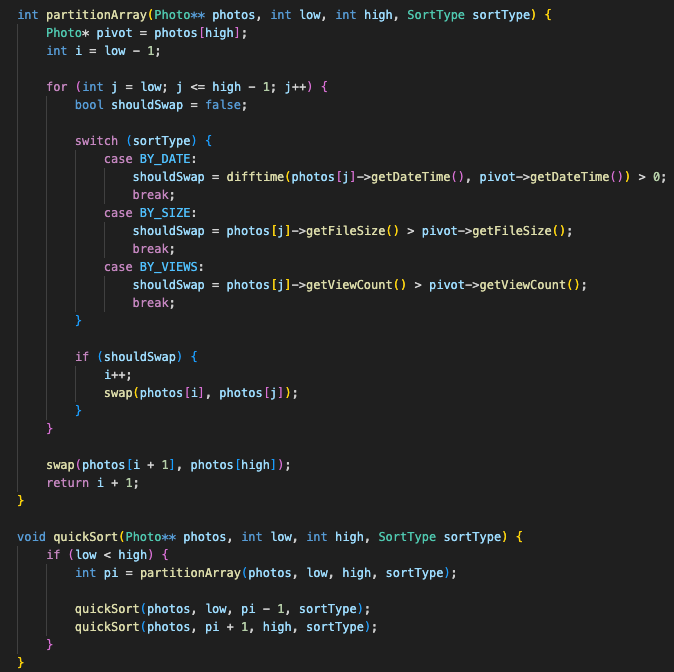 int partitionArray(Photo** photos, int low, int high, SortType sortType) {
    Photo* pivot = photos[high];
    int i = low - 1;

    for (int j = low; j <= high - 1; j++) {
        bool shouldSwap = false;

        switch (sortType) {
            case BY_DATE:
                shouldSwap = difftime(photos[j]->getDateTime(), pivot->getDateTime()) > 0;
                break;
            case BY_SIZE:
                shouldSwap = photos[j]->getFileSize() > pivot->getFileSize();
                break;
            case BY_VIEWS:
                shouldSwap = photos[j]->getViewCount() > pivot->getViewCount();
                break;
        }

        if (shouldSwap) {
            i++;
            swap(photos[i], photos[j]);
        }
    }

    swap(photos[i + 1], photos[high]);
    return i + 1;
}

void quickSort(Photo** photos, int low, int high, SortType sortType) {
    if (low < high) {
        int pi = partitionArray(photos, low, high, sortType);

        quickSort(photos, low, pi - 1, sortType);
        quickSort(photos, pi + 1, high, sortType);
    }
}